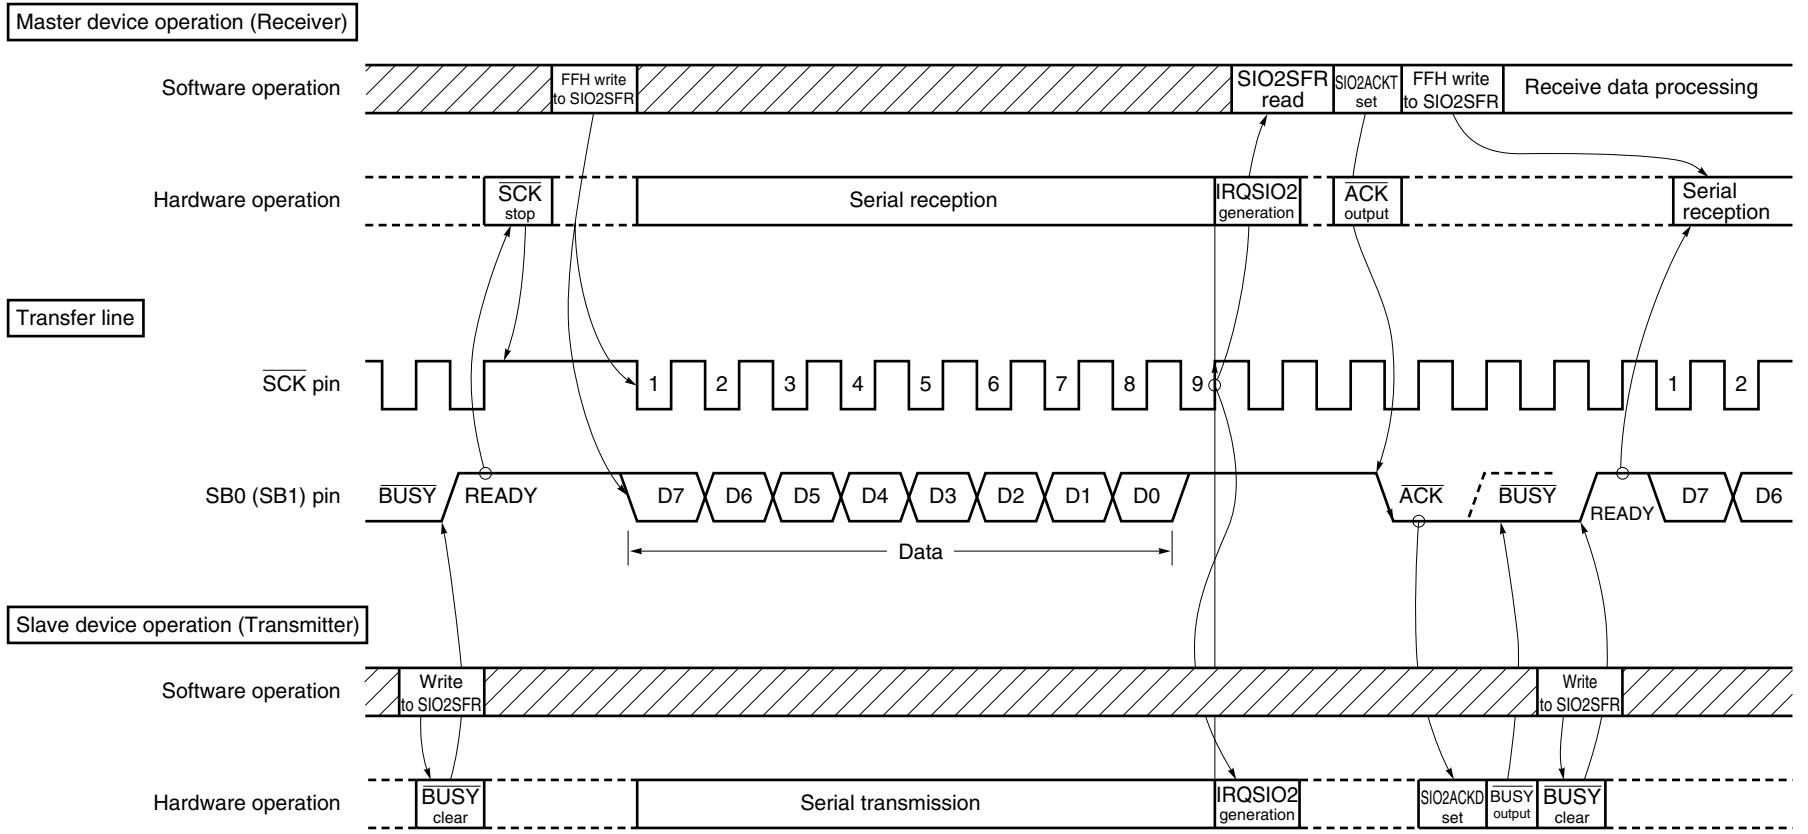 Master device operation (Receiver)
Software operation
FFH write
to SIO2SFR
SIO2SFR
read
SIO2ACKT
set
FFH write
to SIO2SFR
Receive data processing
Hardware operation
SCK
stop
Serial reception
IRQSIO2
generation
ACK
output
Serial
reception
Transfer line
SCK pin
1 2 3 4 5 6 7 8 9 1 2
SB0 (SB1) pin
BUSY READY D7 D6 D5 D4 D3 D2 D1 D0 ACK BUSY READY D7 D6
Data
Slave device operation (Transmitter)
Software operation
Write
to SIO2SFR
Write
to SIO2SFR
Hardware operation
BUSY
clear
Serial transmission
IRQSIO2
generation
SIO2ACKD
set
BUSY
output
BUSY
clear